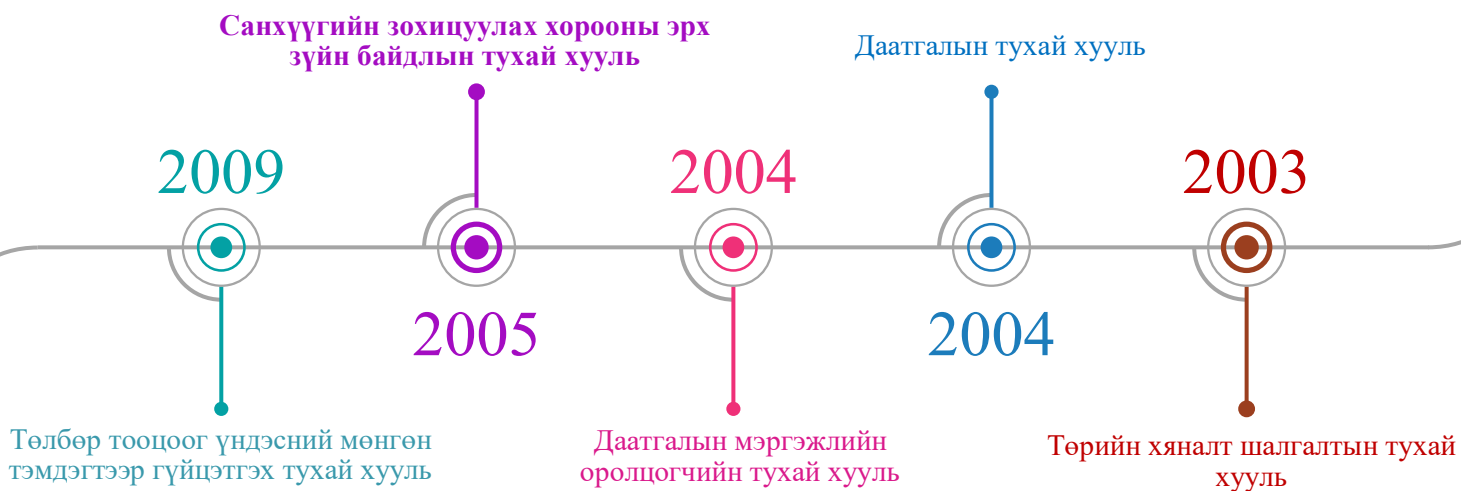 Санхүүгийн зохицуулах хорооны эрх
зүйн байдлын тухай хууль
Даатгалын тухай хууль
2009
2004
2003
2005
2004
Төлбөр тооцоог үндэсний мөнгөн
тэмдэгтээр гүйцэтгэх тухай хууль
Даатгалын мэргэжлийн
оролцогчийн тухай хууль
Төрийн хяналт шалгалтын тухай
хууль